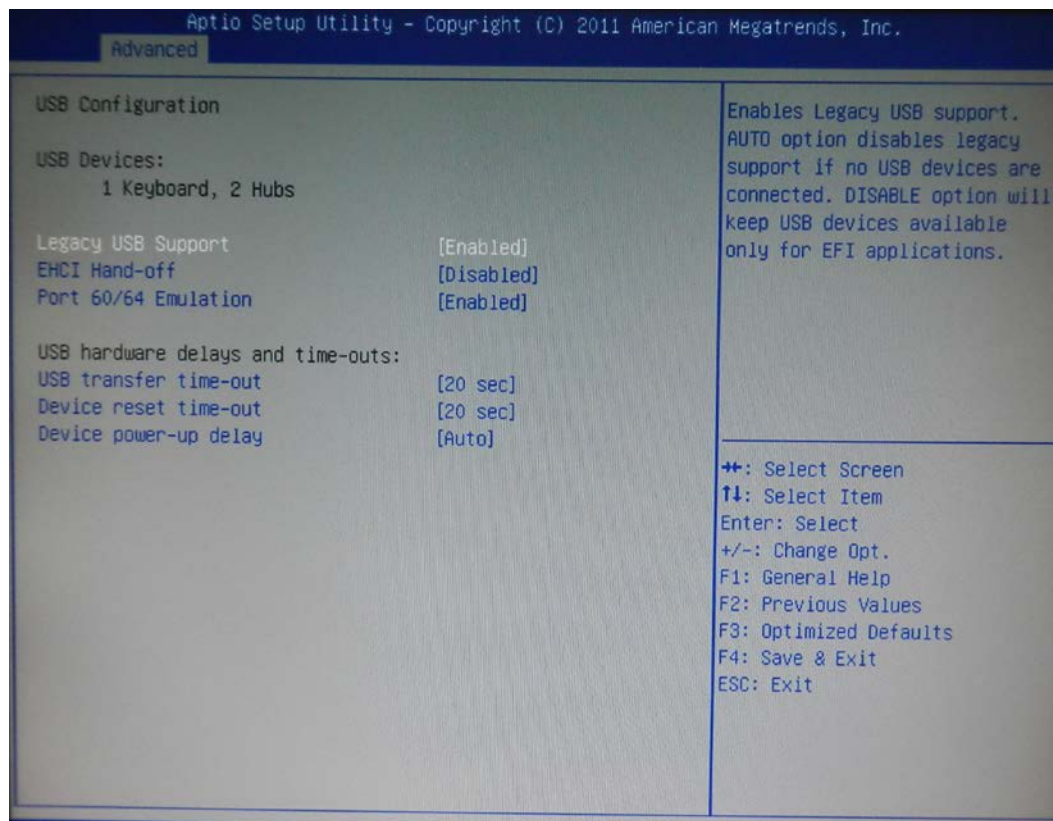 Aptio Setup Utility - Copyright (C) 2011 American Megatrends, Inc.
Advanced
USB Configuration
USB Devices:
1 Keyboard, 2 Hubs
Legacy USB Support [Enabled]
EHCI Hand-off [Disabled]
Port 60/64 Emulation [Enabled]
USB hardware delays and time-outs:
USB transfer time-out [20 sec]
Device reset time-out [20 sec]
Device power-up delay [Auto]
Enables Legacy USB support.
AUTO option disables legacy
support if no USB devices are
connected. DISABLE option will
keep USB devices available
only for EFI applications.
→←: Select Screen
↑↓: Select Item
Enter: Select
+/-: Change Opt.
F1: General Help
F2: Previous Values
F3: Optimized Defaults
F4: Save & Exit
ESC: Exit